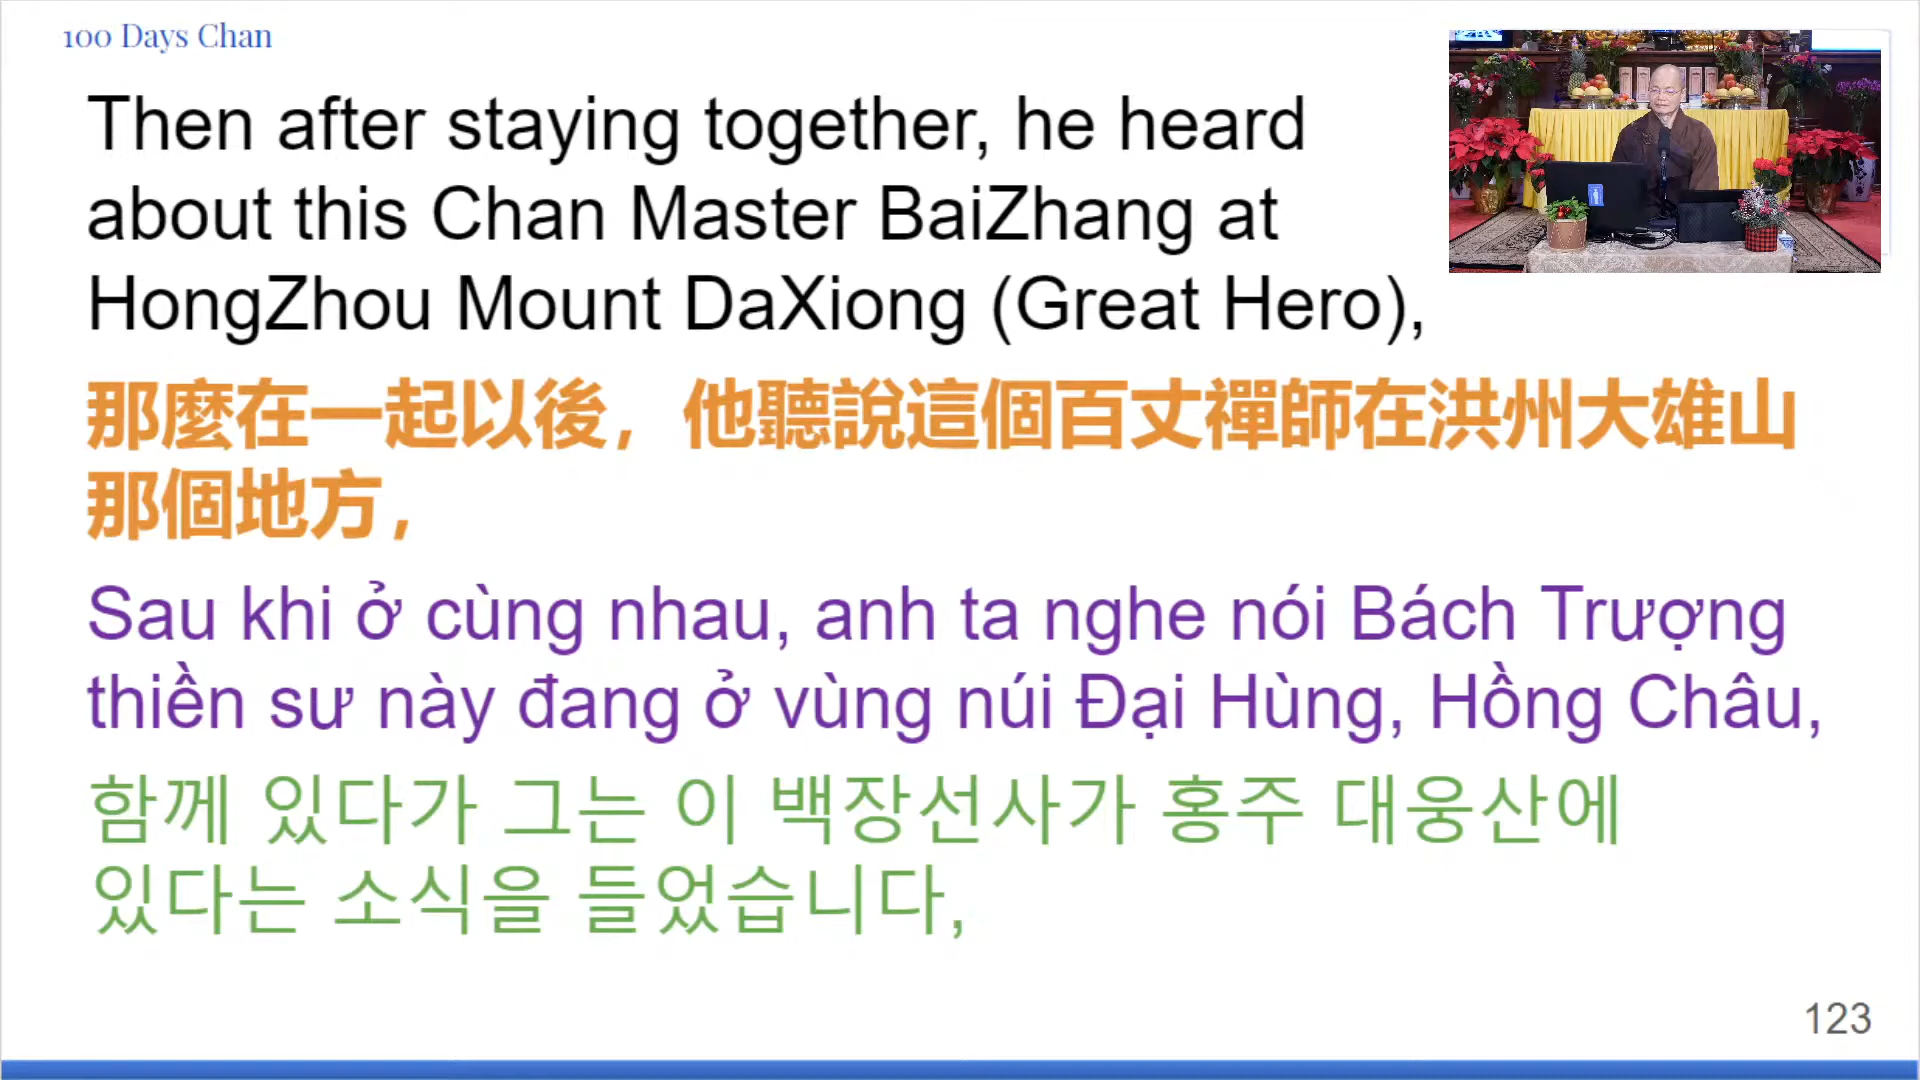 100 Days Chan
Then after staying together, he heard
about this Chan Master BaiZhang at
HongZhou Mount DaXiong (Great Hero),
那麼在一起以後，他聽說這個百丈禪師在洪州大雄山
那個地方，
Sau khi ở cùng nhau, anh ta nghe nói Bách Trượng
thiền sư này đang ở vùng núi Đại Hùng, Hồng Châu,
함께 있다가 그는 이 백장선사가 홍주 대웅산에
있다는 소식을 들었습니다,
123